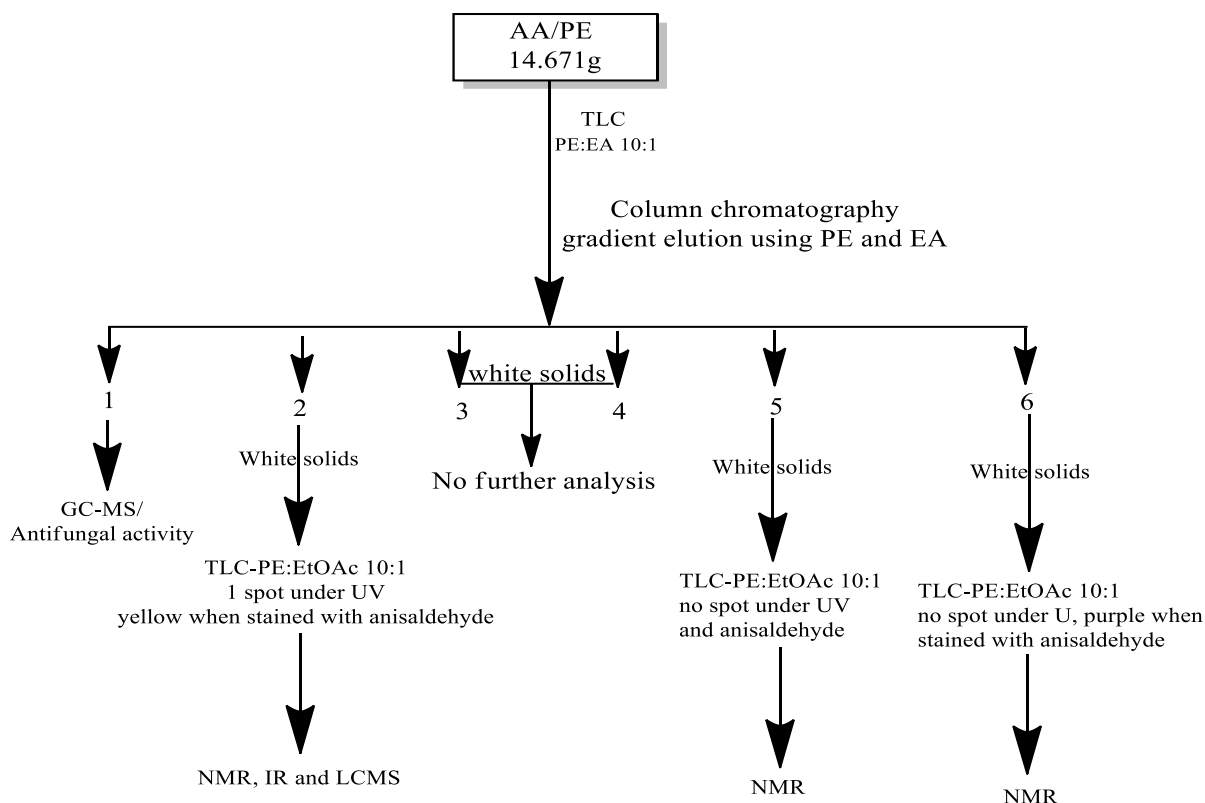 AA/PE
14.671g
TLC
PE:EA 10:1
Column chromatography
gradient elution using PE and EA
1
2
3
white solids
4
5
6
GC-MS/
Antifungal activity
White solids
TLC-PE:EtOAc 10:1
1 spot under UV
yellow when stained with anisaldehyde
NMR, IR and LCMS
No further analysis
White solids
TLC-PE:EtOAc 10:1
no spot under UV
and anisaldehyde
NMR
White solids
TLC-PE:EtOAc 10:1
no spot under U, purple when
stained with anisaldehyde
NMR